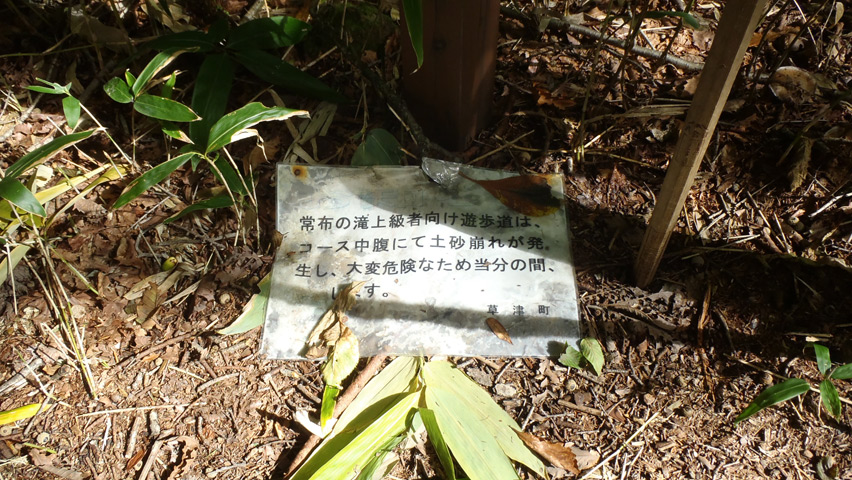 常布の滝上級者向け遊歩道は、
コース中腹にて土砂崩れが発
生し、大変危険なため当分の間、
す。
草津町